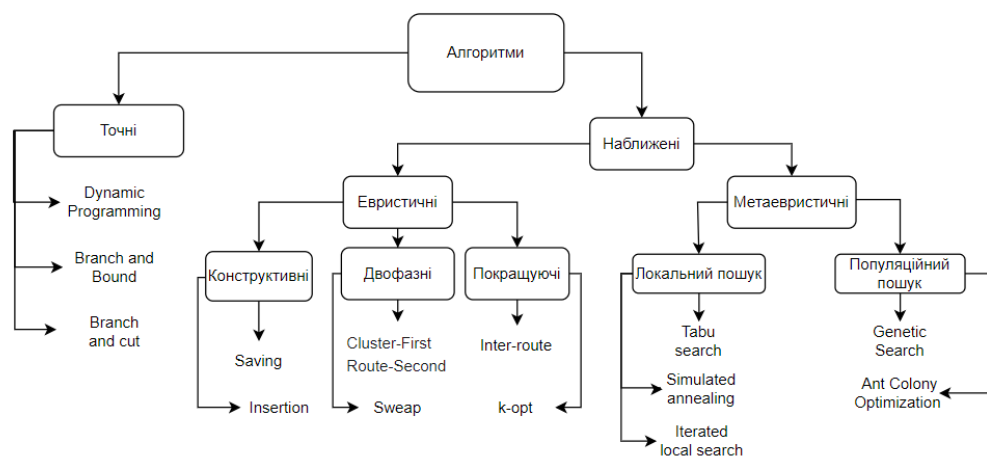 Алгоритми
Точні
Наближені
Dynamic
Programming
Branch and
Bound
Branch
and cut
Евристичні
Метаевристичні
Конструктивні
Двофазні
Покращуючі
Локальний пошук
Популяційний
пошук
Saving
Insertion
Cluster-First
Route-Second
Sweap
Inter-route
k-opt
Tabu
search
Simulated
annealing
Iterated
local search
Genetic
Search
Ant Colony
Optimization